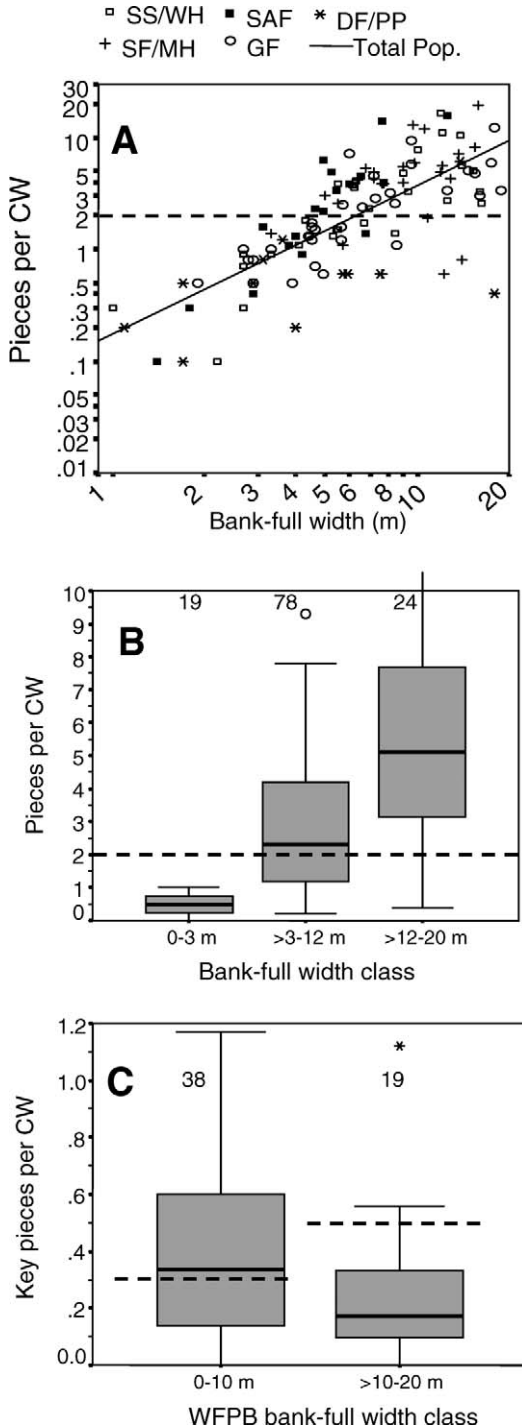 SS/WH SAF DF/PP
SF/MH GF Total Pop.
A
Pieces per CW
30
20
10
5
3
2
1
.5
.3
.2
.1
.05
.03
.02
.01
1 2 3 4 5 6 8 10 20
Bank-full width (m)
B
19 78 24
Pieces per CW
10
9
8
7
6
5
4
3
2
1
0
0-3 m >3-12 m >12-20 m
Bank-full width class
C
38 19
Key pieces per CW
1.2
1.0
.8
.6
.4
.2
0.0
0-10 m >10-20 m
WFPB bank-full width class